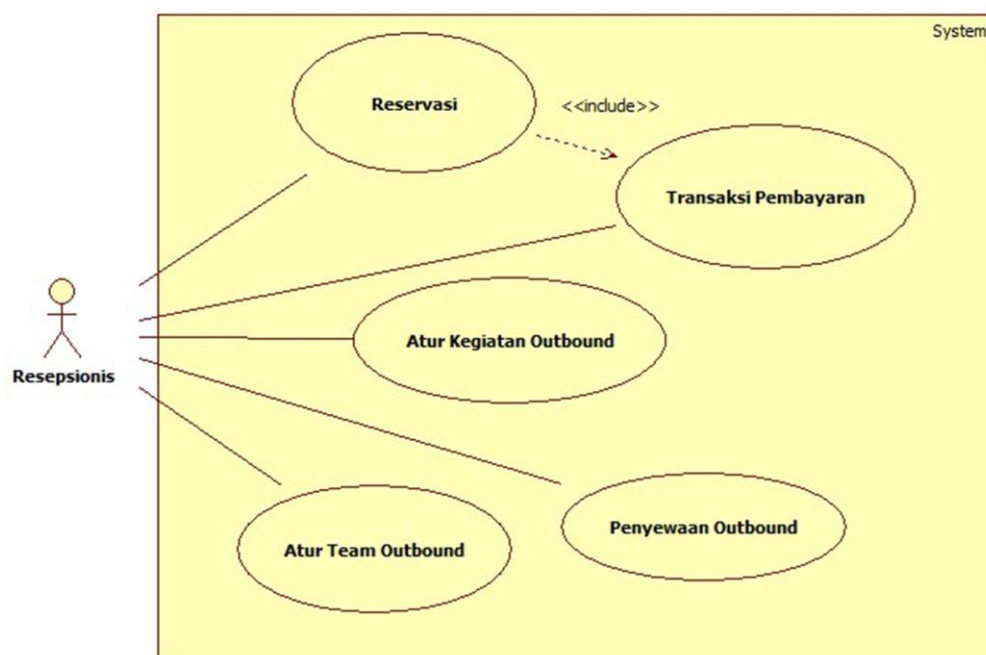 System
Reservasi
<<include>>
Transaksi Pembayaran
Atur Kegiatan Outbound
Resepsionis
Penyewaan Outbound
Atur Team Outbound